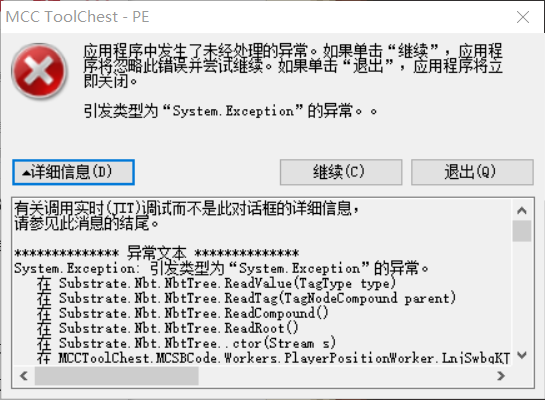 MCC ToolChest - PE
应用程序中发生了未经处理的异常。如果单击“继续”，应用程
序将忽略此错误并尝试继续。如果单击“退出”，应用程序将立
即关闭。
引发类型为“System.Exception”的异常。。
▲详细信息(D)
继续(C)
退出(Q)
有关调用实时(JIT)调试而不是此对话框的详细信息，
请参见此消息的结尾。
************** 异常文本 **************
System.Exception: 引发类型为“System.Exception”的异常。
在 Substrate.Nbt.NbtTree.ReadValue(TagType type)
在 Substrate.Nbt.NbtTree.ReadTag(TagNodeCompound parent)
在 Substrate.Nbt.NbtTree.ReadCompound()
在 Substrate.Nbt.NbtTree.ReadRoot()
在 Substrate.Nbt.NbtTree..ctor(Stream s)
在 MCCToolChest.MCSBCode.Workers.PlayerPositionWorker.LnjSwbqKT